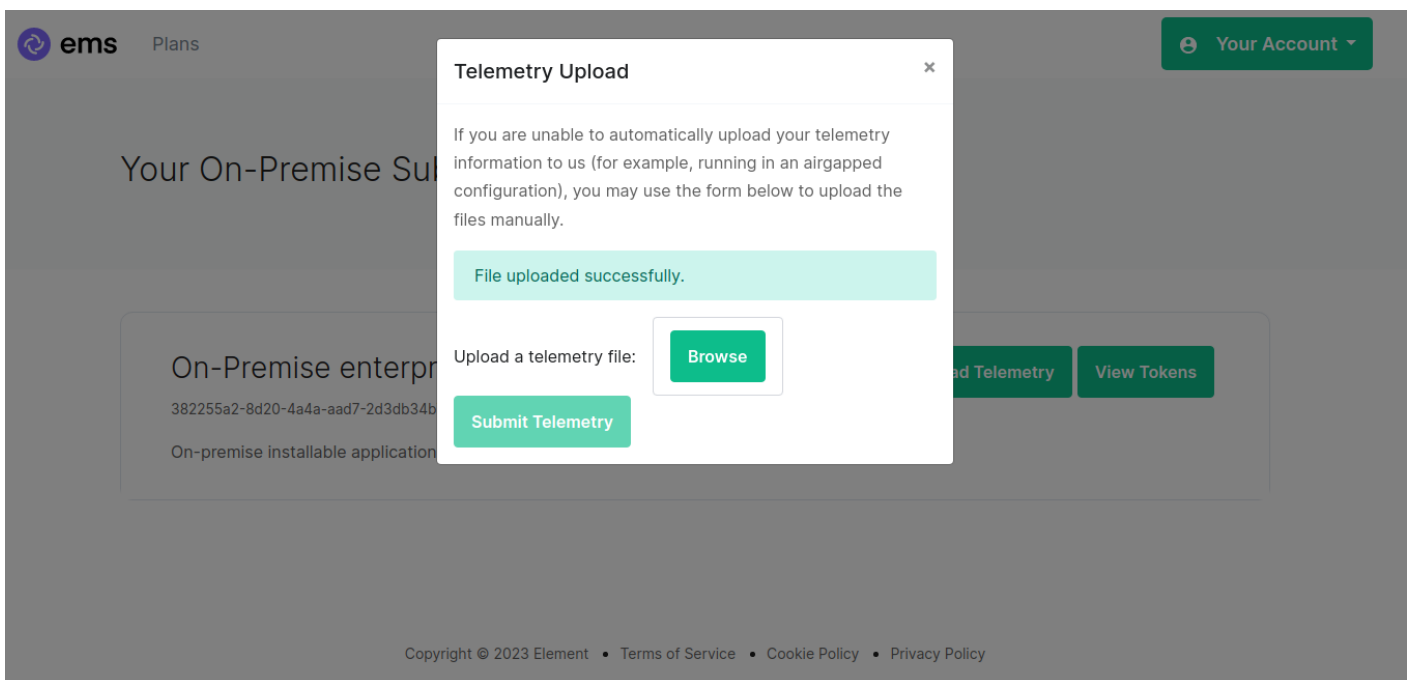 ems
Plans
Your Account
Telemetry Upload
×
If you are unable to automatically upload your telemetry
information to us (for example, running in an airgapped
configuration), you may use the form below to upload the
files manually.
File uploaded successfully.
Upload a telemetry file:
Browse
Submit Telemetry
Your On-Premise
On-Premise
382255a2-8d20-4a4a-aad7-2d3db34b
On-premise installable application
Telemetry
View Tokens
Copyright © 2023 Element • Terms of Service • Cookie Policy • Privacy Policy